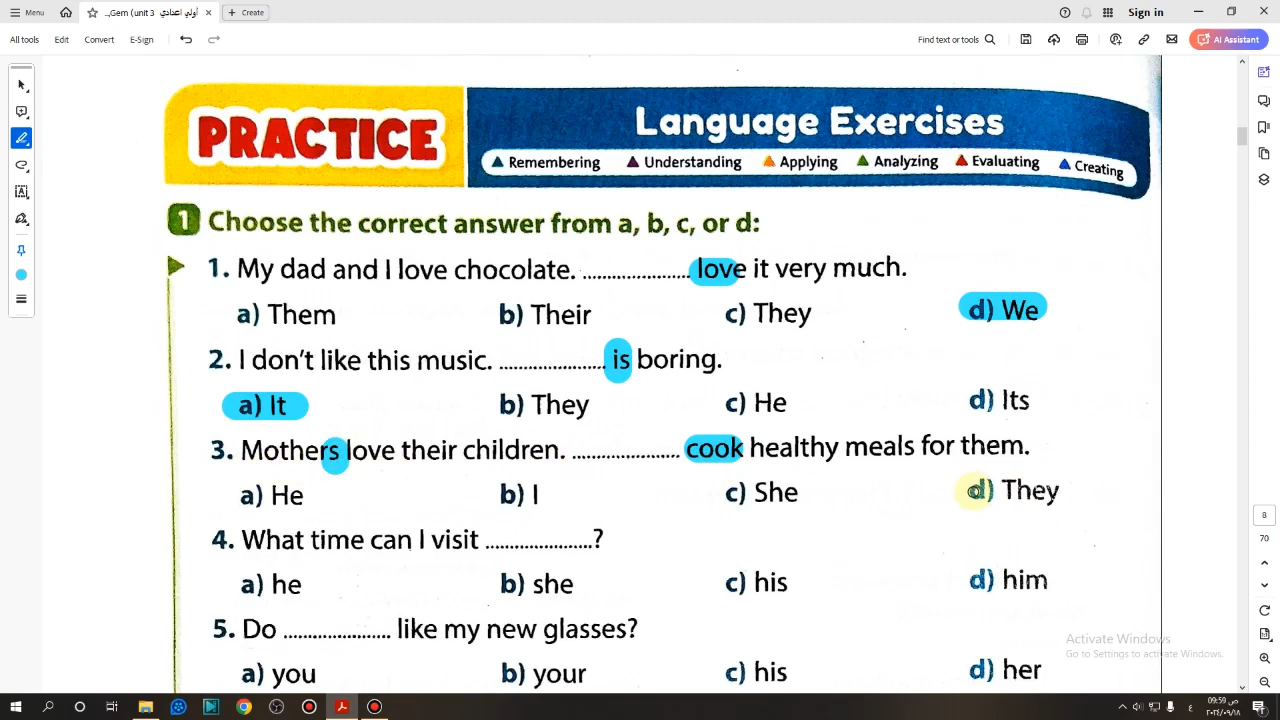 Menu
Gem (unit 3... أولى اعدادي
+ Create
Sign in
All tools
Edit
Convert
E-Sign
Find text or tools
AI Assistant
PRACTICE
Language Exercises
Remembering Understanding Applying Analyzing Evaluating Creating
1 Choose the correct answer from a, b, c, or d:
1. My dad and I love chocolate. .................... love it very much.
a) Them b) Their c) They d) We
2. I don't like this music. .................... is boring.
a) It b) They c) He d) Its
3. Mothers love their children. .................... cook healthy meals for them.
a) He b) I c) She d) They
4. What time can I visit ....................?
a) he b) she c) his d) him
5. Do .................... like my new glasses?
a) you b) your c) his d) her
8
70
Activate Windows
Go to Settings to activate Windows.
ع
09:59 ص
٢٠٢٤/٠٩/١٨